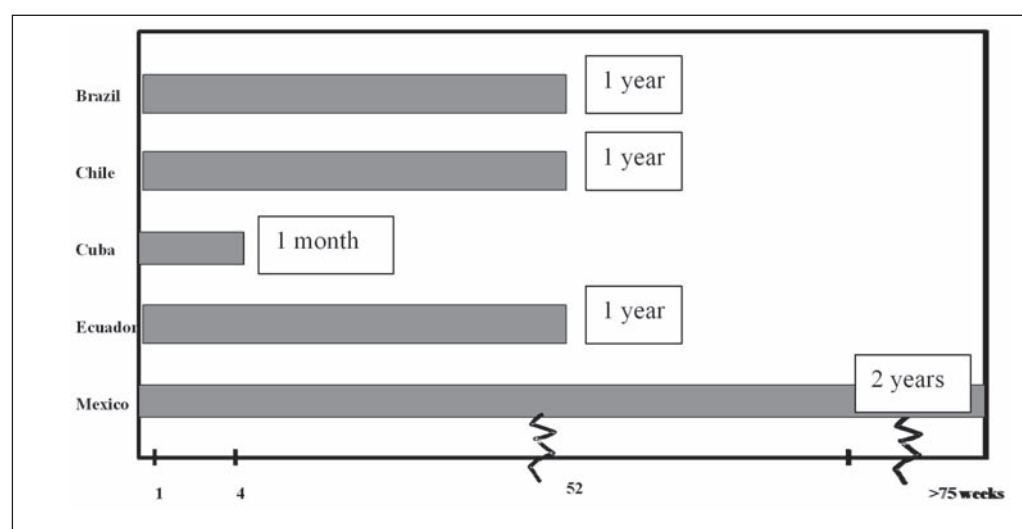 Brazil
1 year
Chile
1 year
Cuba
1 month
Ecuador
1 year
Mexico
2 years
1 4 52 >75 weeks